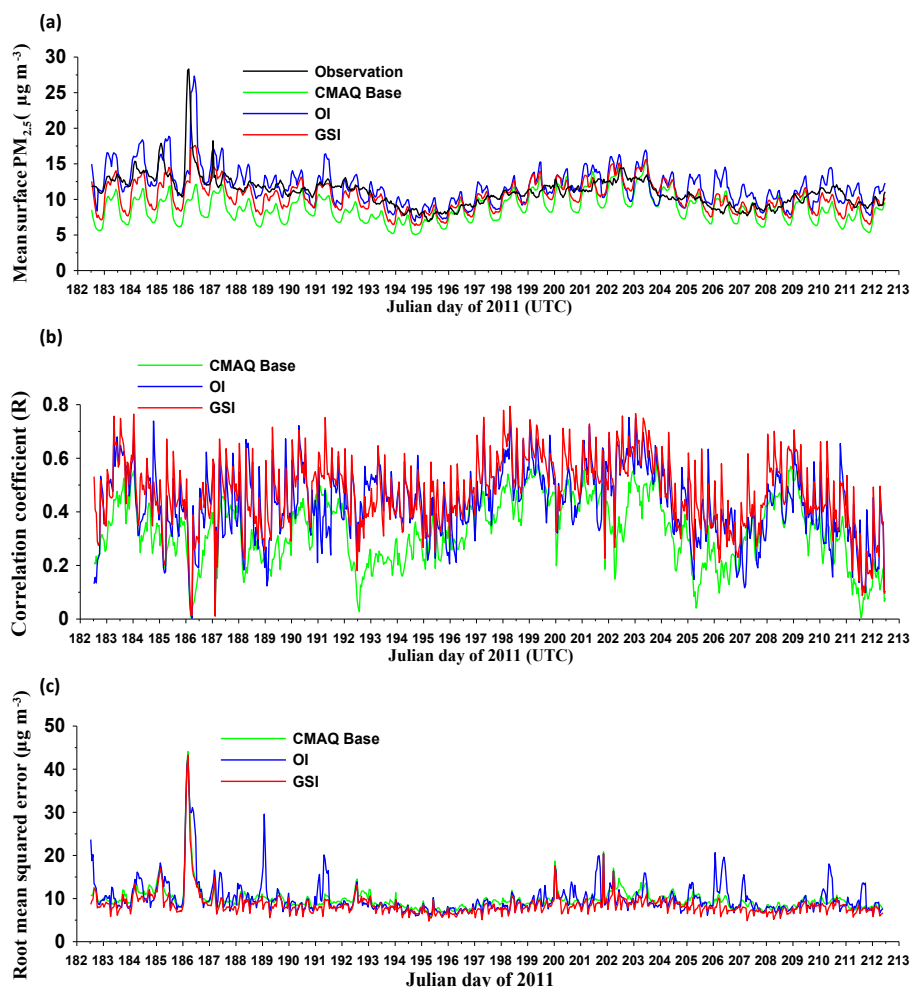 (a)
Mean surface PM2.5( µg m-3)
30
25
20
15
10
5
0
Observation
CMAQ Base
OI
GSI
182 183 184 185 186 187 188 189 190 191 192 193 194 195 196 197 198 199 200 201 202 203 204 205 206 207 208 209 210 211 212 213
Julian day of 2011 (UTC)
(b)
Correlation coefficient (R)
0.8
0.6
0.4
0.2
0
CMAQ Base
OI
GSI
182 183 184 185 186 187 188 189 190 191 192 193 194 195 196 197 198 199 200 201 202 203 204 205 206 207 208 209 210 211 212 213
Julian day of 2011 (UTC)
(c)
Root mean squared error (µg m-3)
50
40
30
20
10
0
CMAQ Base
OI
GSI
182 183 184 185 186 187 188 189 190 191 192 193 194 195 196 197 198 199 200 201 202 203 204 205 206 207 208 209 210 211 212 213
Julian day of 2011